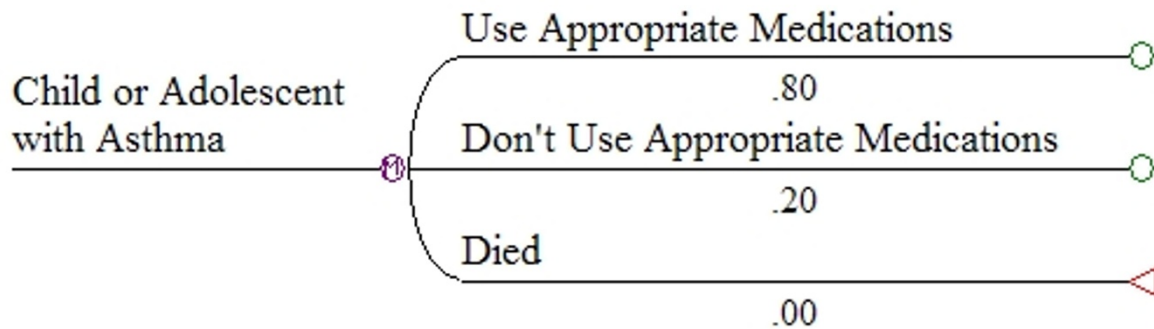 Use Appropriate Medications
.80
Child or Adolescent
with Asthma
M
Don't Use Appropriate Medications
.20
Died
.00